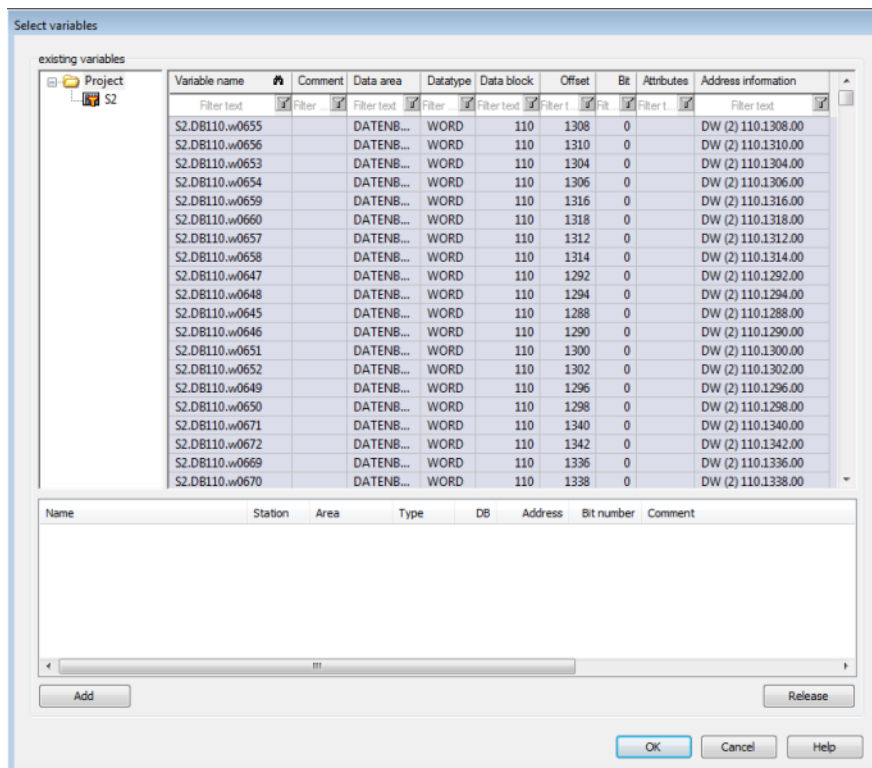 Select variables
existing variables
Project
S2
Variable name Comment Data area Datatype Data block Offset Bit Attributes Address information
Filter text Filter ... Filter text Filter ... Filter text Filter t... Filt... Filter t... Filter text
S2.DB110.w0655 DATENB... WORD 110 1308 0 DW (2) 110.1308.00
S2.DB110.w0656 DATENB... WORD 110 1310 0 DW (2) 110.1310.00
S2.DB110.w0653 DATENB... WORD 110 1304 0 DW (2) 110.1304.00
S2.DB110.w0654 DATENB... WORD 110 1306 0 DW (2) 110.1306.00
S2.DB110.w0659 DATENB... WORD 110 1316 0 DW (2) 110.1316.00
S2.DB110.w0660 DATENB... WORD 110 1318 0 DW (2) 110.1318.00
S2.DB110.w0657 DATENB... WORD 110 1312 0 DW (2) 110.1312.00
S2.DB110.w0658 DATENB... WORD 110 1314 0 DW (2) 110.1314.00
S2.DB110.w0647 DATENB... WORD 110 1292 0 DW (2) 110.1292.00
S2.DB110.w0648 DATENB... WORD 110 1294 0 DW (2) 110.1294.00
S2.DB110.w0645 DATENB... WORD 110 1288 0 DW (2) 110.1288.00
S2.DB110.w0646 DATENB... WORD 110 1290 0 DW (2) 110.1290.00
S2.DB110.w0651 DATENB... WORD 110 1300 0 DW (2) 110.1300.00
S2.DB110.w0652 DATENB... WORD 110 1302 0 DW (2) 110.1302.00
S2.DB110.w0649 DATENB... WORD 110 1296 0 DW (2) 110.1296.00
S2.DB110.w0650 DATENB... WORD 110 1298 0 DW (2) 110.1298.00
S2.DB110.w0671 DATENB... WORD 110 1340 0 DW (2) 110.1340.00
S2.DB110.w0672 DATENB... WORD 110 1342 0 DW (2) 110.1342.00
S2.DB110.w0669 DATENB... WORD 110 1336 0 DW (2) 110.1336.00
S2.DB110.w0670 DATENB... WORD 110 1338 0 DW (2) 110.1338.00
Name Station Area Type DB Address Bit number Comment
Add Release
OK Cancel Help